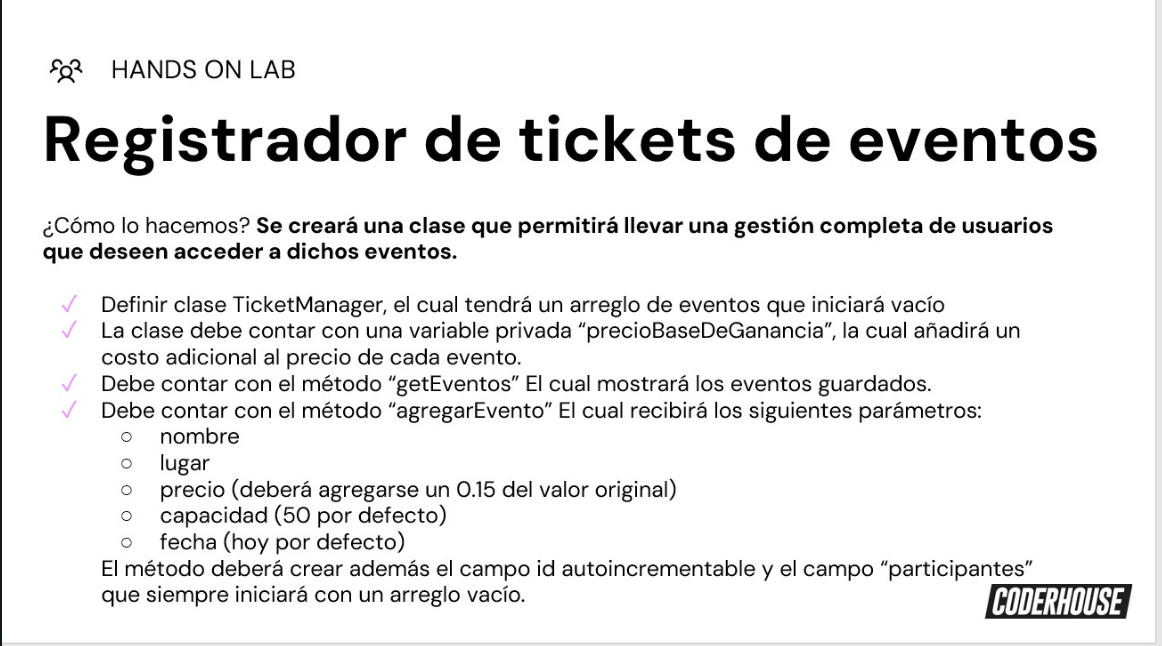 HANDS ON LAB
Registrador de tickets de eventos
¿Cómo lo hacemos? Se creará una clase que permitirá llevar una gestión completa de usuarios
que deseen acceder a dichos eventos.
✓ Definir clase TicketManager, el cual tendrá un arreglo de eventos que iniciará vacío
✓ La clase debe contar con una variable privada “precioBaseDeGanancia”, la cual añadirá un
costo adicional al precio de cada evento.
✓ Debe contar con el método “getEventos” El cual mostrará los eventos guardados.
✓ Debe contar con el método “agregarEvento” El cual recibirá los siguientes parámetros:
○ nombre
○ lugar
○ precio (deberá agregarse un 0.15 del valor original)
○ capacidad (50 por defecto)
○ fecha (hoy por defecto)
El método deberá crear además el campo id autoincrementable y el campo “participantes”
que siempre iniciará con un arreglo vacío.
CODERHOUSE